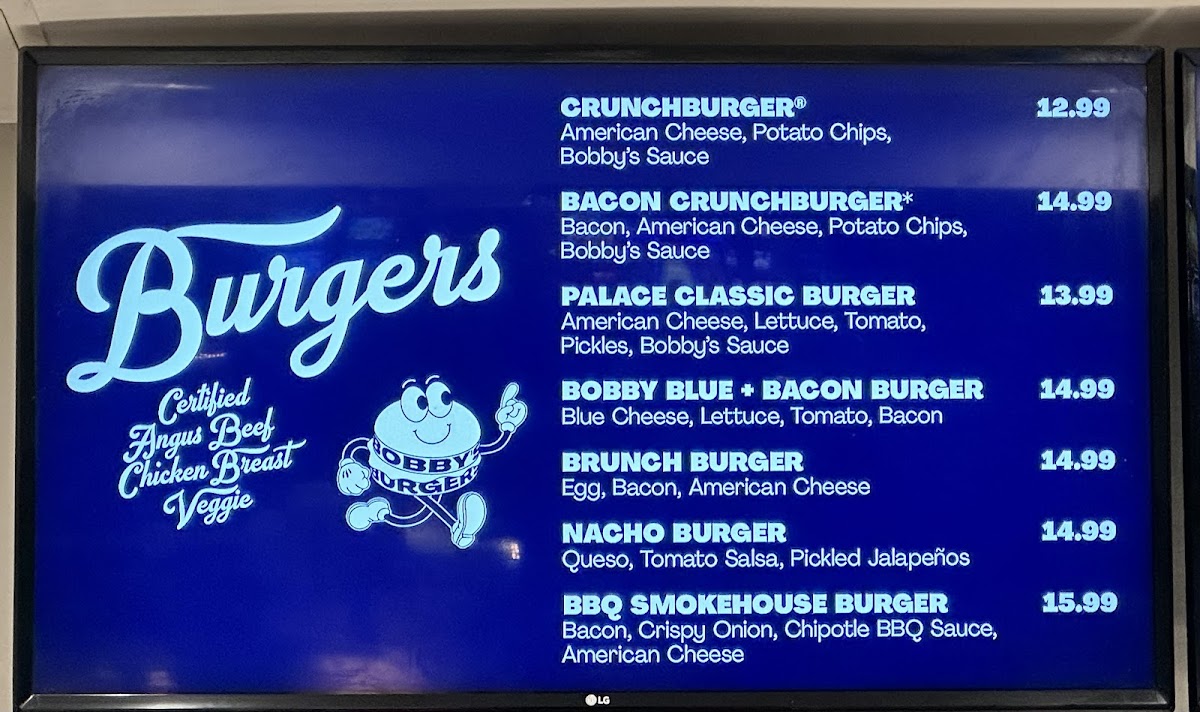 Burgers
Certified
Angus Beef
Chicken Breast
Veggie
BOBBY'S
BURGERS
CRUNCHBURGER® 12.99
American Cheese, Potato Chips,
Bobby's Sauce
BACON CRUNCHBURGER* 14.99
Bacon, American Cheese, Potato Chips,
Bobby's Sauce
PALACE CLASSIC BURGER 13.99
American Cheese, Lettuce, Tomato,
Pickles, Bobby's Sauce
BOBBY BLUE + BACON BURGER 14.99
Blue Cheese, Lettuce, Tomato, Bacon
BRUNCH BURGER 14.99
Egg, Bacon, American Cheese
NACHO BURGER 14.99
Queso, Tomato Salsa, Pickled Jalapeños
BBQ SMOKEHOUSE BURGER 15.99
Bacon, Crispy Onion, Chipotle BBQ Sauce,
American Cheese
LG